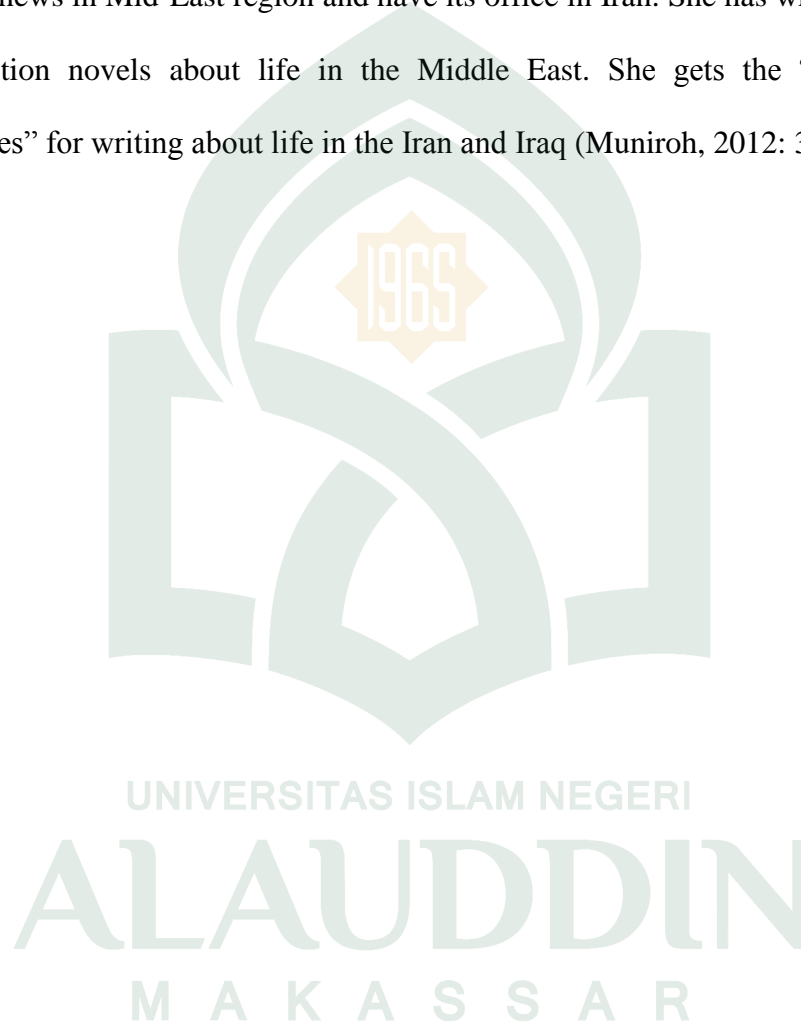 news in Mid-East region and have its office in Iran. She has
tion novels about life in the Middle East. She gets the
es” for writing about life in the Iran and Iraq (Muniroh, 2012:
1965
UNIVERSITAS ISLAM NEGERI
ALAUDDIN
MAKASSAR